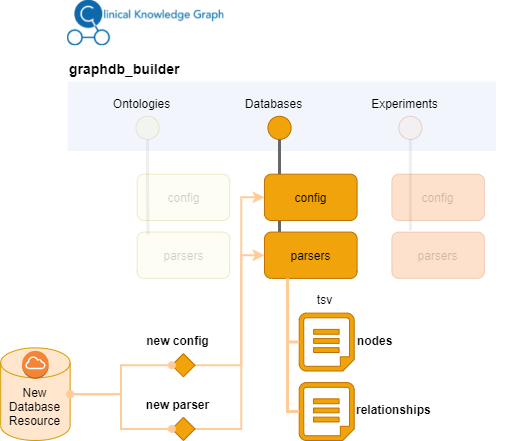 Clinical Knowledge Graph
graphdb_builder
Ontologies Databases Experiments
config config config
parsers parsers parsers
tsv
nodes
new config
New
Database
Resource
new parser
relationships